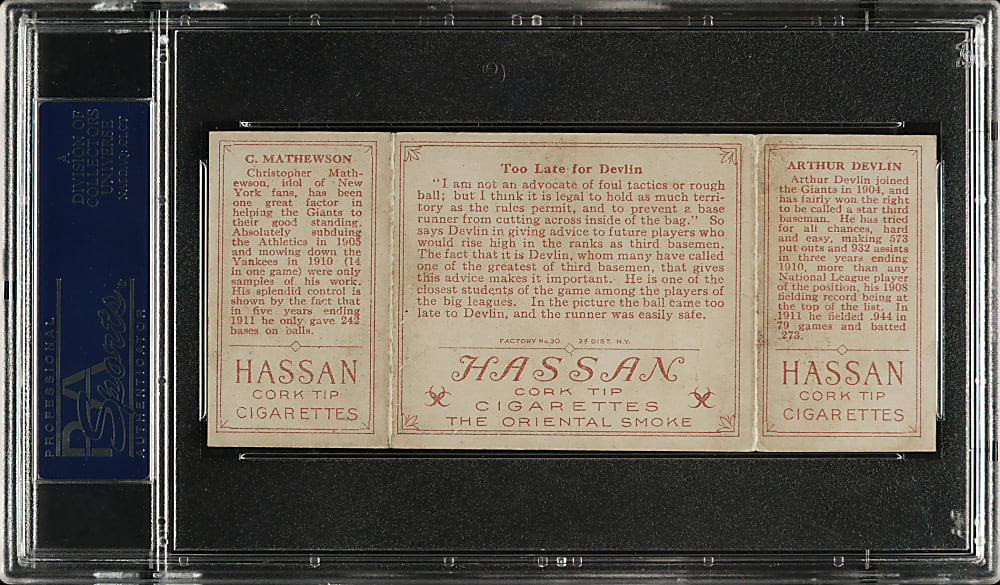 A
DIVISION OF
COLLECTORS
UNIVERSE
NASDAQ: CLCT
PROFESSIONAL
PSA
Sports
AUTHENTICATOR
C. MATHEWSON
Christopher Math-
ewson, idol of New
York fans, has been
one great factor in
helping the Giants to
their good standing.
Absolutely subduing
the Athletics in 1905
and mowing down the
Yankees in 1910 (14
in one game) were only
samples of his work.
His splendid control is
shown by the fact that
in five years ending
1911 he only gave 242
bases on balls.
HASSAN
CORK TIP
CIGARETTES
Too Late for Devlin
"I am not an advocate of foul tactics or rough
ball; but I think it is legal to hold as much terri-
tory as the rules permit, and to prevent a base
runner from cutting across inside of the bag." So
says Devlin in giving advice to future players who
would rise high in the ranks as third basemen.
The fact that it is Devlin, whom many have called
one of the greatest of third basemen, that gives
this advice makes it important. He is one of the
closest students of the game among the players of
the big leagues. In the picture the ball came too
late to Devlin, and the runner was easily safe.
FACTORY No. 30 2d DIST. N.Y.
HASSAN
CORK TIP
CIGARETTES
THE ORIENTAL SMOKE
ARTHUR DEVLIN
Arthur Devlin joined
the Giants in 1904, and
has fairly won the right
to be called a star third
baseman. He has tried
for all chances, hard
and easy, making 573
put outs and 932 assists
in three years ending
1910, more than any
National League player
of the position, his 1908
fielding record being at
the top of the list. In
1911 he fielded .944 in
79 games and batted
.273.
HASSAN
CORK TIP
CIGARETTES